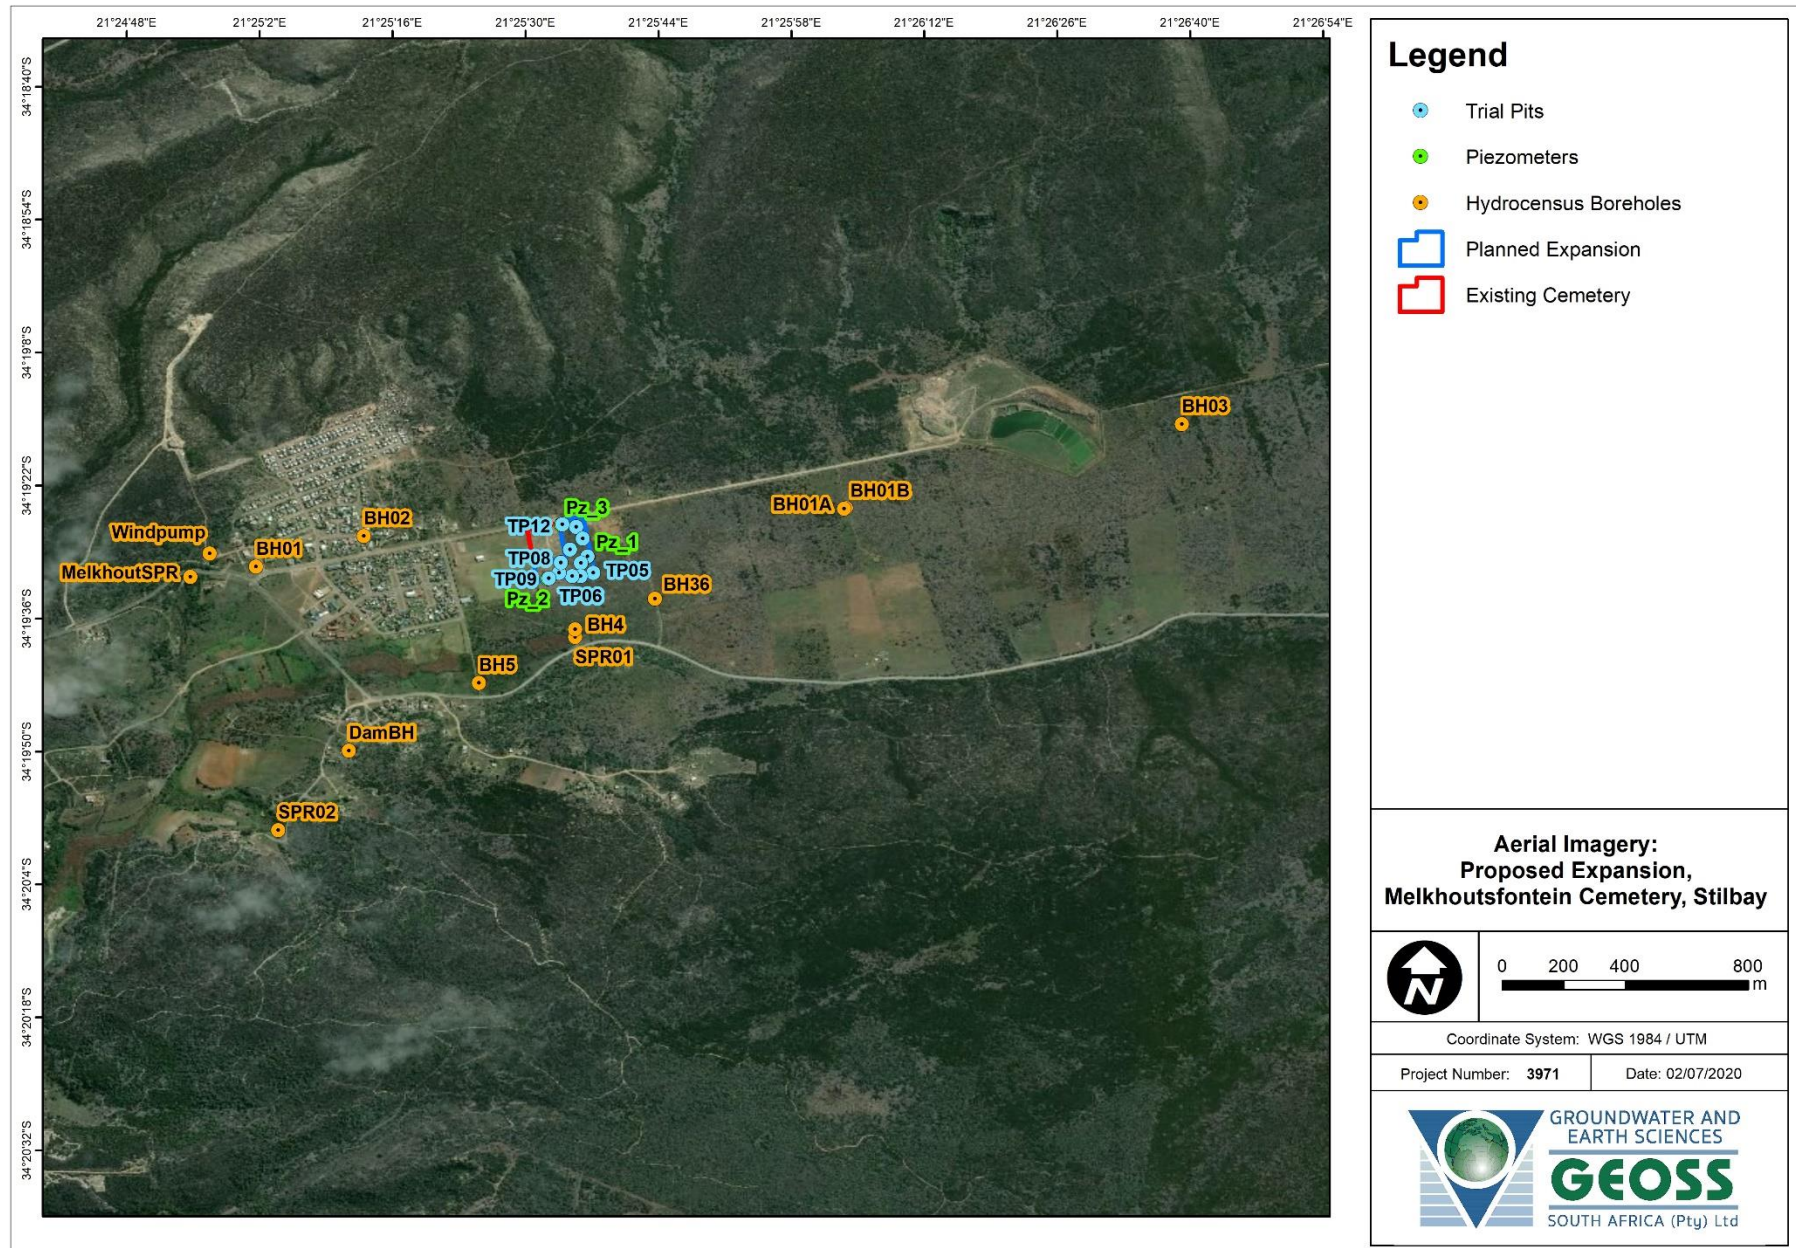 21°24'48"E
21°25'2"E
21°25'16"E
21°25'30"E
21°25'44"E
21°25'58"E
21°26'12"E
21°26'26"E
21°26'40"E
21°26'54"E
34°18'40"S
34°18'54"S
34°19'8"S
34°19'22"S
34°19'36"S
34°19'50"S
34°20'4"S
34°20'18"S
34°20'32"S
BH03
BH01B
BH01A
Pz_3
TP12
BH02
Windpump
BH01
Pz_1
TP08
MelkhoutSPR
TP09
TP05
BH36
TP06
Pz_2
BH4
SPR01
BH5
DamBH
SPR02
Legend
Trial Pits
Piezometers
Hydrocensus Boreholes
Planned Expansion
Existing Cemetery
Aerial Imagery:
Proposed Expansion,
Melkhoutsfontein Cemetery, Stilbay
N
0 200 400 800
m
Coordinate System: WGS 1984 / UTM
Project Number: 3971
Date: 02/07/2020
GROUNDWATER AND
EARTH SCIENCES
GEOSS
SOUTH AFRICA (Pty) Ltd